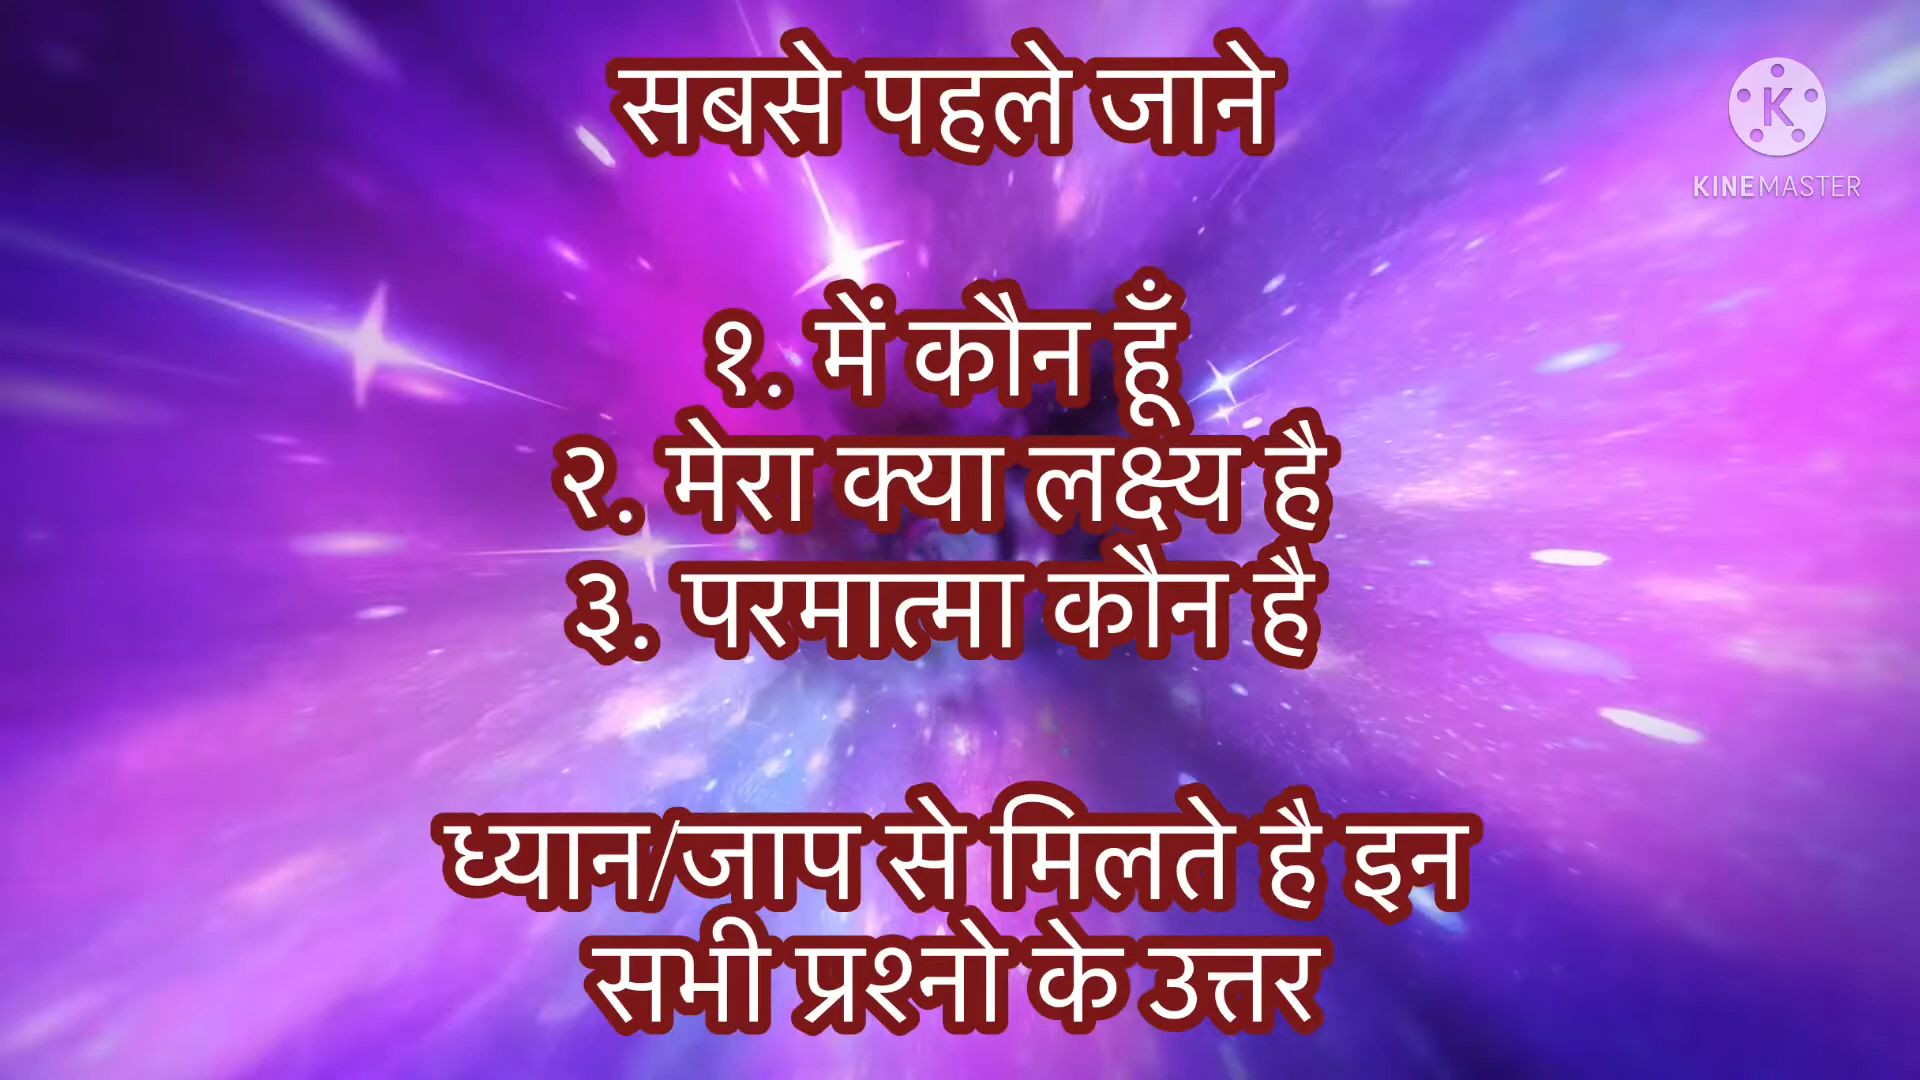 सबसे पहले जाने
K
KINEMASTER
१. में कौन हूँ
२. मेरा क्या लक्ष्य है
३. परमात्मा कौन है
ध्यान/जाप से मिलते है इन
सभी प्रश्नो के उत्तर